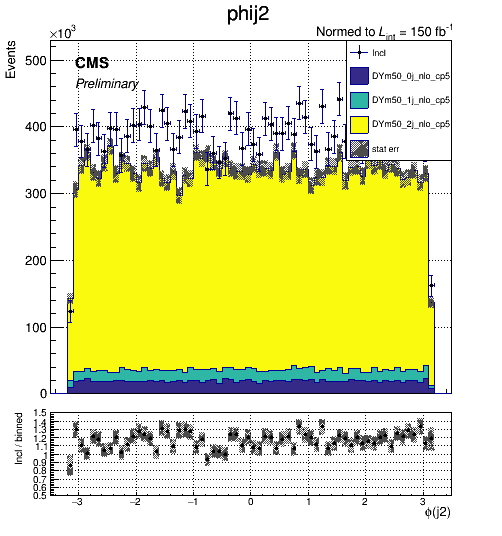 phij2
×10³
Normed to L_int = 150 fb⁻¹
Events
CMS
Preliminary
Incl
DYm50_0j_nlo_cp5
DYm50_1j_nlo_cp5
DYm50_2j_nlo_cp5
stat err
500
400
300
200
100
0
Incl / binned
1.5
1.4
1.3
1.2
1.1
1
0.9
0.8
0.7
0.6
0.5
−3 −2 −1 0 1 2 3
ϕ(j2)